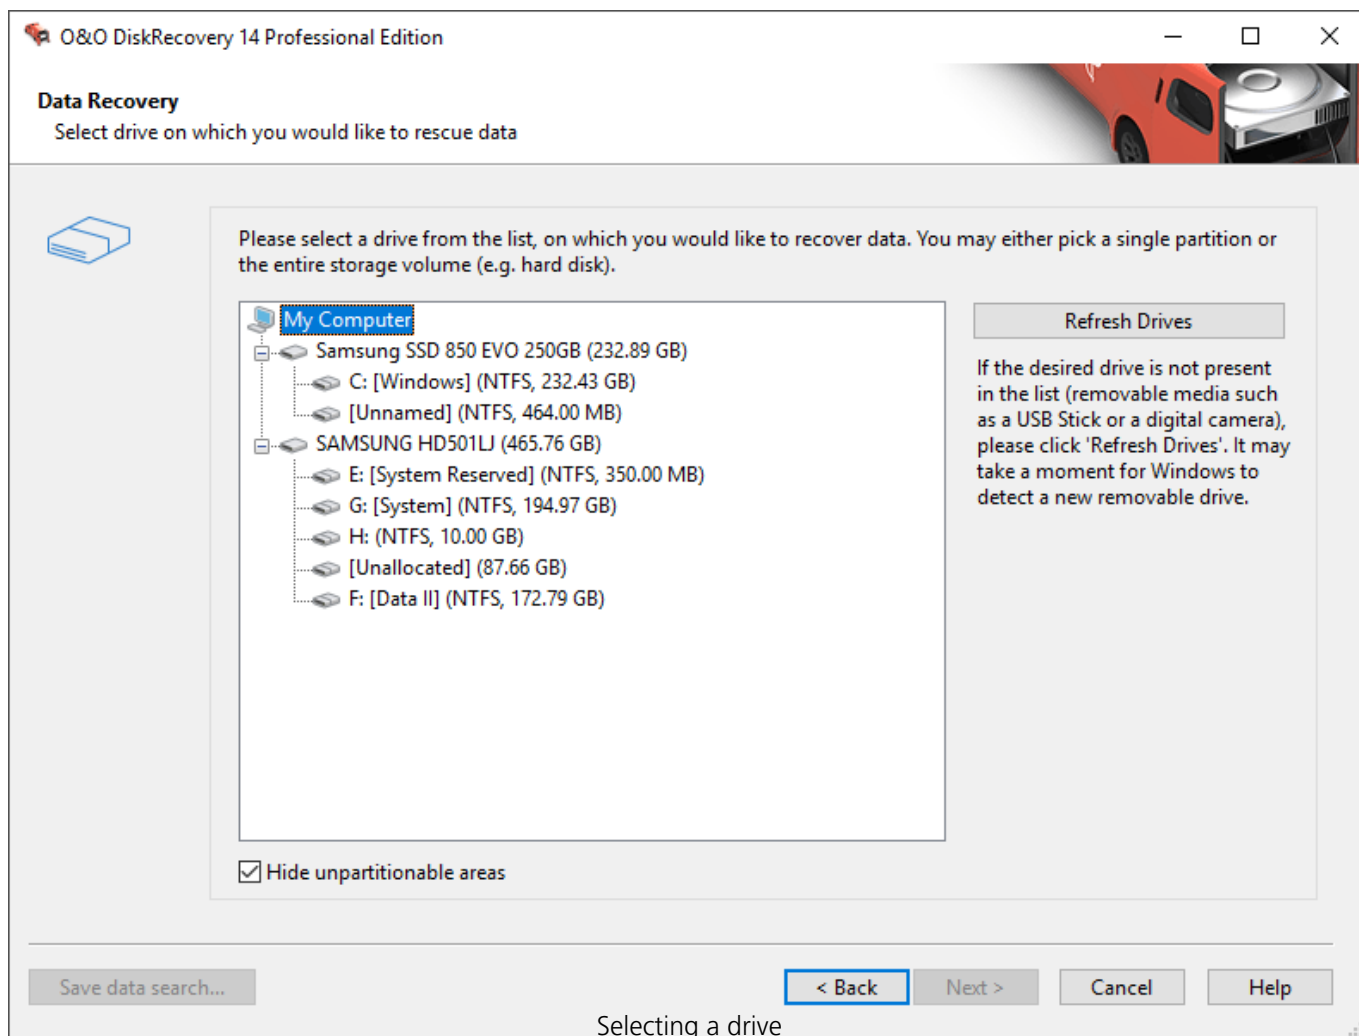 O&O DiskRecovery 14 Professional Edition
Data Recovery
Select drive on which you would like to rescue data
Please select a drive from the list, on which you would like to recover data. You may either pick a single partition or
the entire storage volume (e.g. hard disk).
My Computer
Samsung SSD 850 EVO 250GB (232.89 GB)
C: [Windows] (NTFS, 232.43 GB)
[Unnamed] (NTFS, 464.00 MB)
SAMSUNG HD501LJ (465.76 GB)
E: [System Reserved] (NTFS, 350.00 MB)
G: [System] (NTFS, 194.97 GB)
H: (NTFS, 10.00 GB)
[Unallocated] (87.66 GB)
F: [Data II] (NTFS, 172.79 GB)
Refresh Drives
If the desired drive is not present
in the list (removable media such
as a USB Stick or a digital camera),
please click 'Refresh Drives'. It may
take a moment for Windows to
detect a new removable drive.
Hide unpartitionable areas
Save data search...
< Back
Next >
Cancel
Help
Selecting a drive